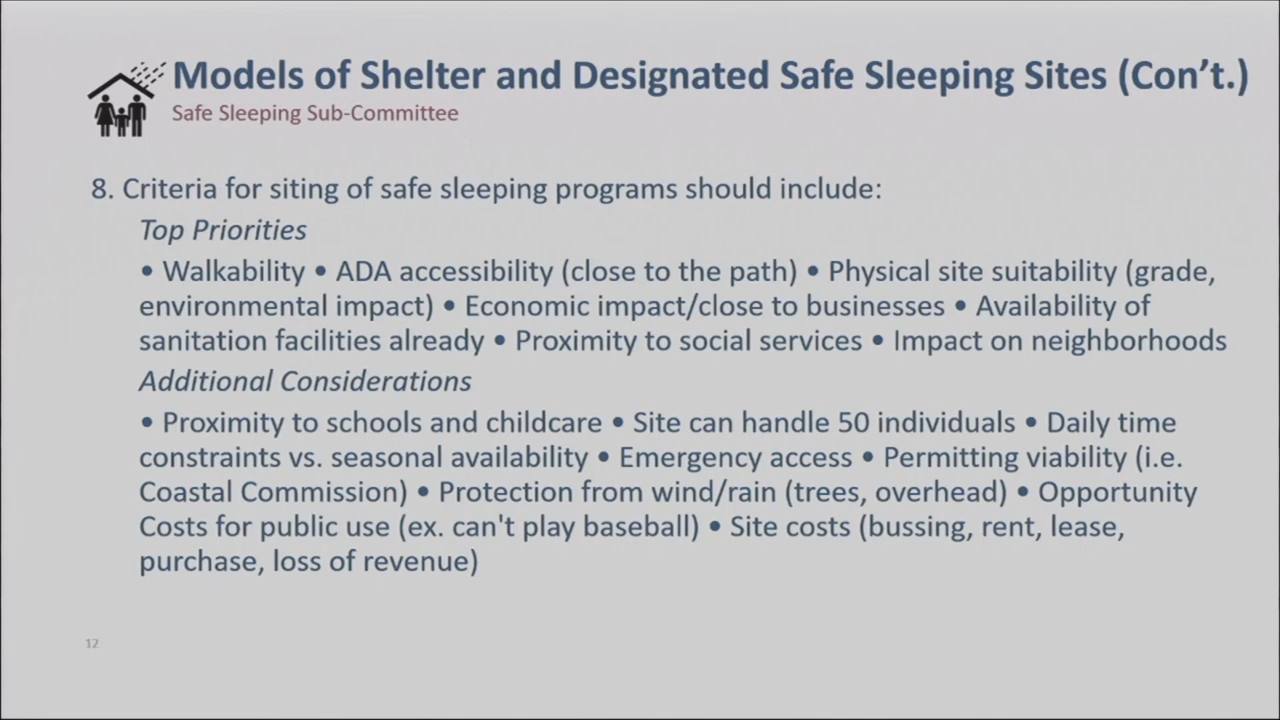 Models of Shelter and Designated Safe Sleeping Sites (Con’t.)
Safe Sleeping Sub-Committee
8. Criteria for siting of safe sleeping programs should include:
Top Priorities
• Walkability • ADA accessibility (close to the path) • Physical site suitability (grade,
environmental impact) • Economic impact/close to businesses • Availability of
sanitation facilities already • Proximity to social services • Impact on neighborhoods
Additional Considerations
• Proximity to schools and childcare • Site can handle 50 individuals • Daily time
constraints vs. seasonal availability • Emergency access • Permitting viability (i.e.
Coastal Commission) • Protection from wind/rain (trees, overhead) • Opportunity
Costs for public use (ex. can't play baseball) • Site costs (bussing, rent, lease,
purchase, loss of revenue)
12